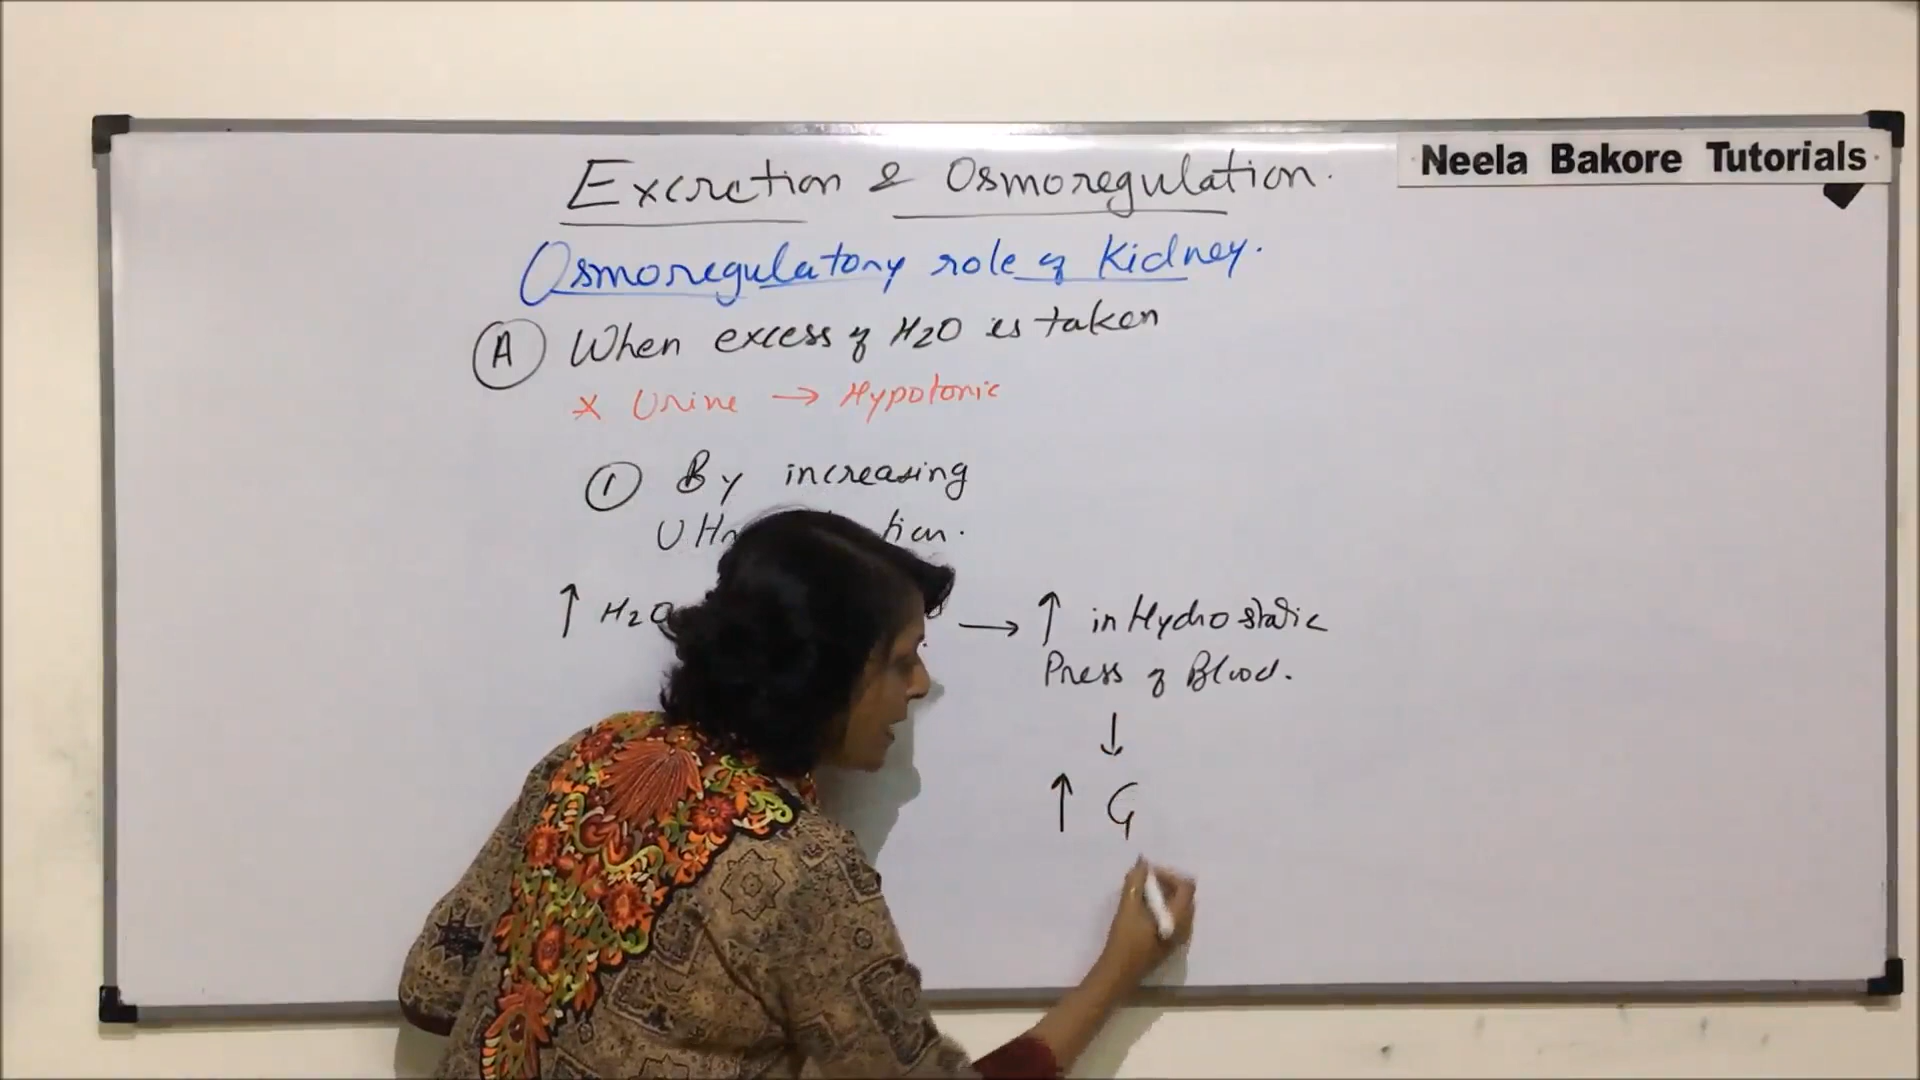 Neela Bakore Tutorials
Excretion & Osmoregulation.
Osmoregulatory role of Kidney.
A When excess of H2O is taken
x Urine → Hypotonic
1 By increasing
↑ H2O → ↑ in Hydrostatic
Press of Blood.
↓
↑ G